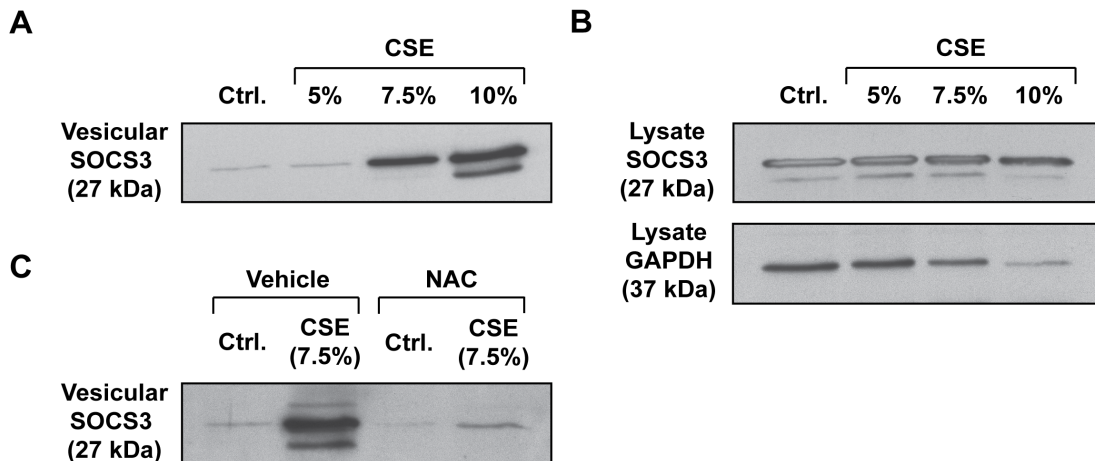 A
CSE
Ctrl. 5% 7.5% 10%
Vesicular
SOCS3
(27 kDa)
B
CSE
Ctrl. 5% 7.5% 10%
Lysate
SOCS3
(27 kDa)
Lysate
GAPDH
(37 kDa)
C
Vehicle NAC
Ctrl. CSE (7.5%) Ctrl. CSE (7.5%)
Vesicular
SOCS3
(27 kDa)